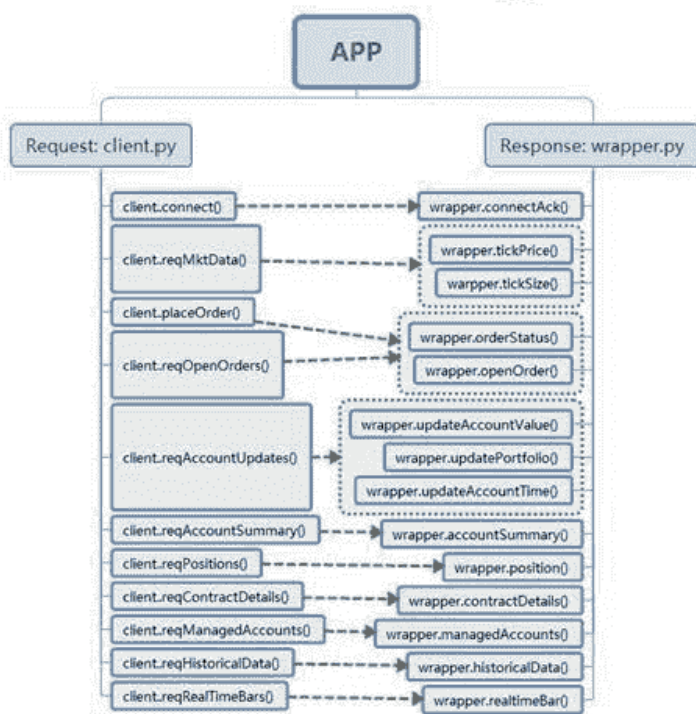 APP
Request: client.py
Response: wrapper.py
client.connect()
wrapper.connectAck()
client.reqMktData()
wrapper.tickPrice()
warpper.tickSize()
client.placeOrder()
wrapper.orderStatus()
client.reqOpenOrders()
wrapper.openOrder()
client.reqAccountUpdates()
wrapper.updateAccountValue()
wrapper.updatePortfolio()
wrapper.updateAccountTime()
client.reqAccountSummary()
wrapper.accountSummary()
client.reqPositions()
wrapper.position()
client.reqContractDetails()
wrapper.contractDetails()
client.reqManagedAccounts()
wrapper.managedAccounts()
client.reqHistoricalData()
wrapper.historicalData()
client.reqRealTimeBars()
wrapper.realtimeBar()